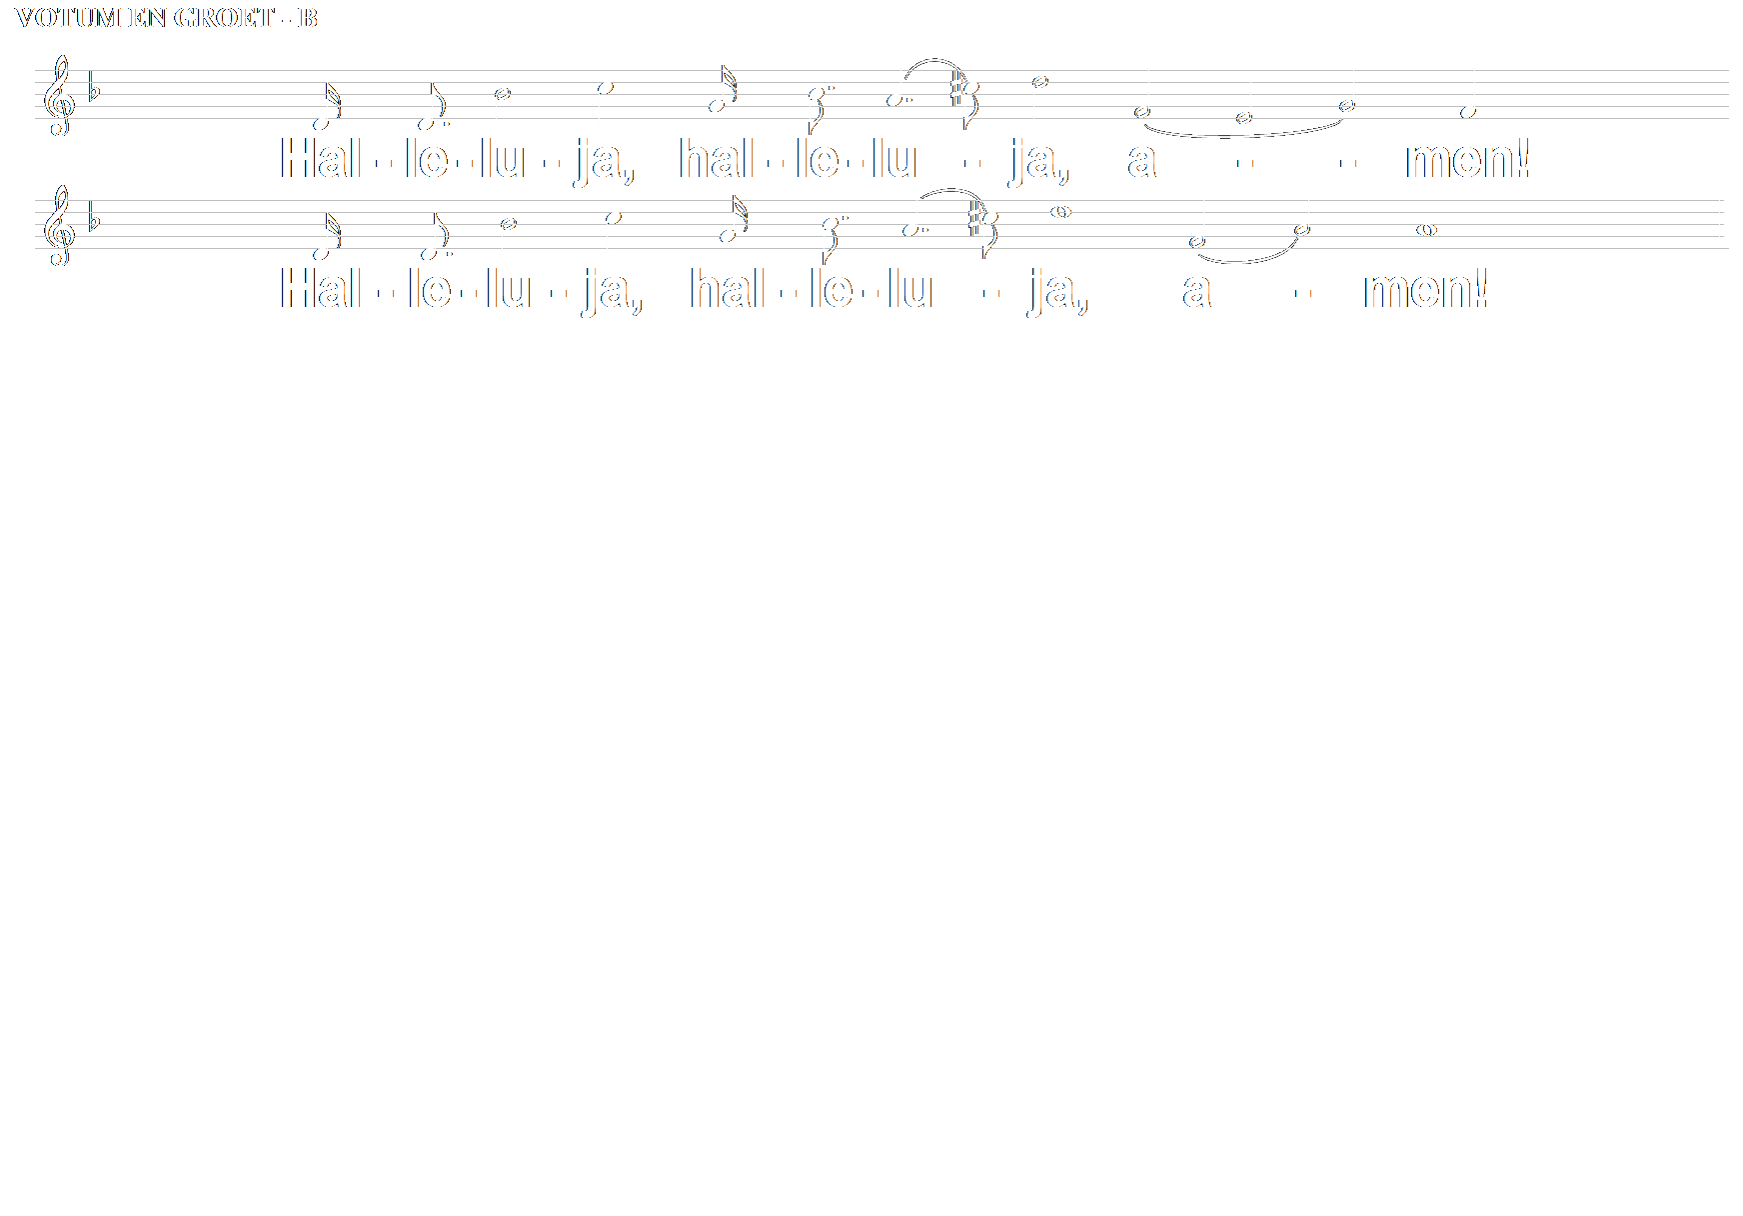 VOTUM EN GROET - B
Hal - le - lu - ja, hal - le - lu - ja, a - - men!
Hal - le - lu - ja, hal - le - lu - ja, a - men!